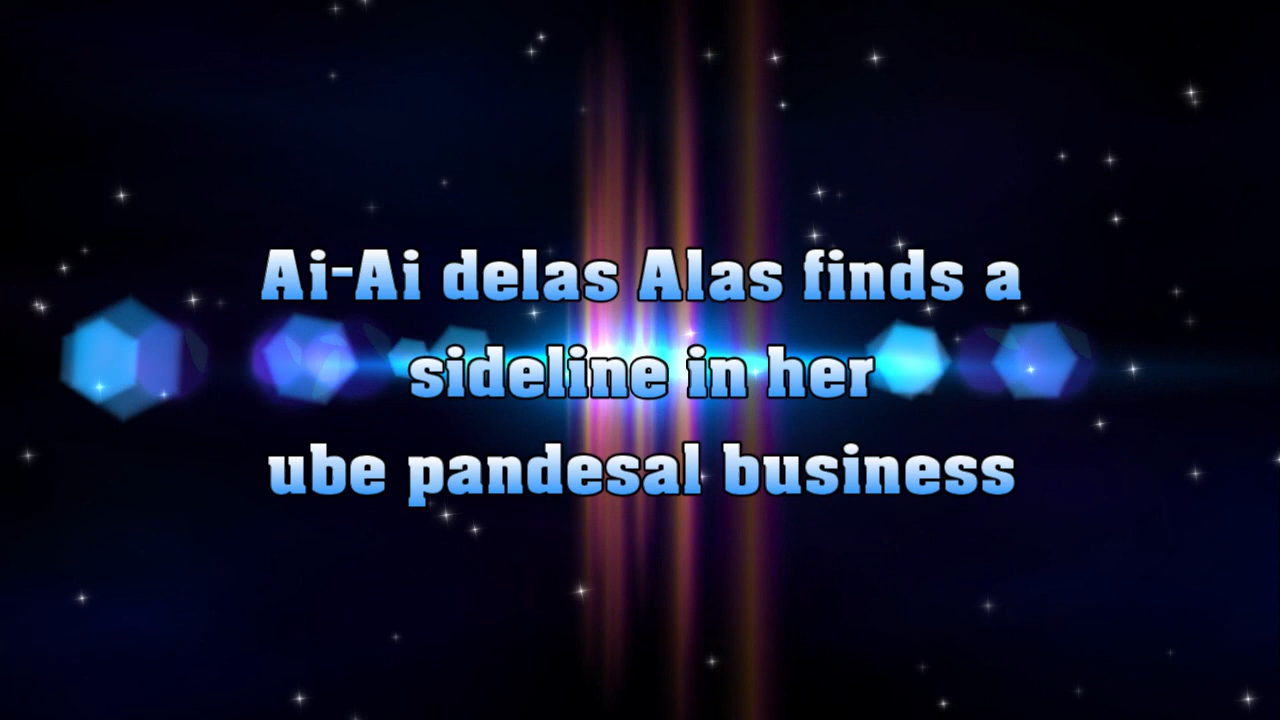 Ai-Ai delas Alas finds a
sideline in her
ube pandesal business